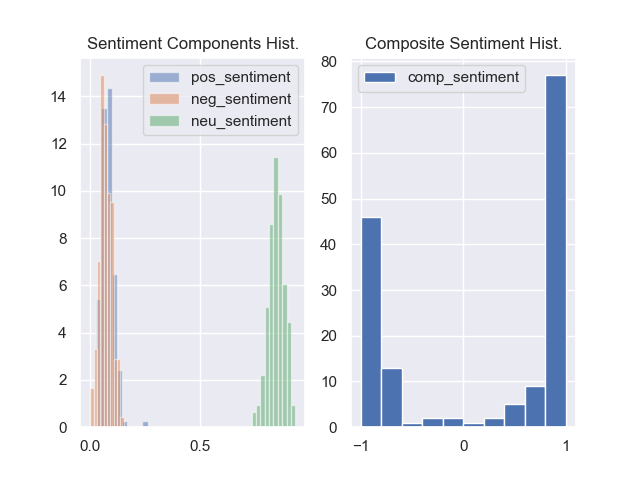 Sentiment Components Hist.
pos_sentiment
neg_sentiment
neu_sentiment
14
12
10
8
6
4
2
0
0.0 0.5
Composite Sentiment Hist.
comp_sentiment
80
70
60
50
40
30
20
10
0
−1 0 1